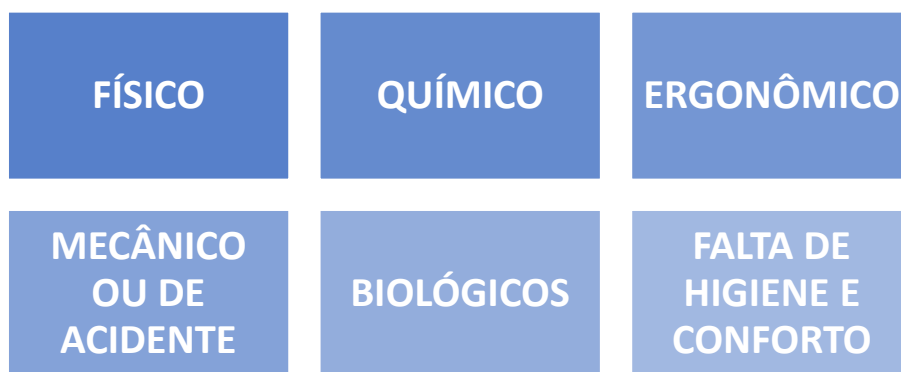 FÍSICO
QUÍMICO
ERGONÔMICO
MECÂNICO
OU DE
ACIDENTE
BIOLÓGICOS
FALTA DE
HIGIENE E
CONFORTO